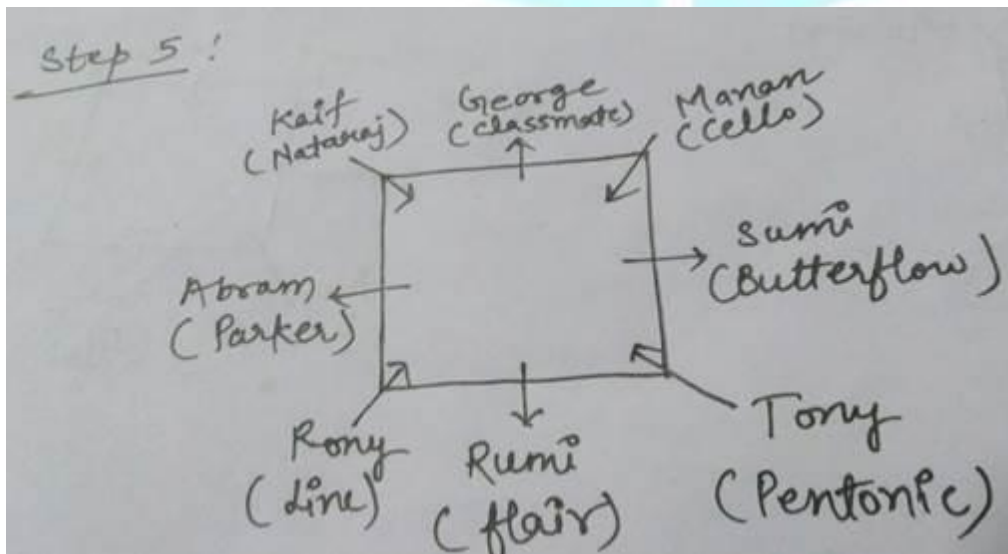 Step 5 :
Kaif
(Nataraj)
George
(Classmate)
Manan
(Cello)
Sumi
(Butterflow)
Abram
(Parker)
Rony
(Line)
Rumi
(flair)
Tony
(Pentonic)